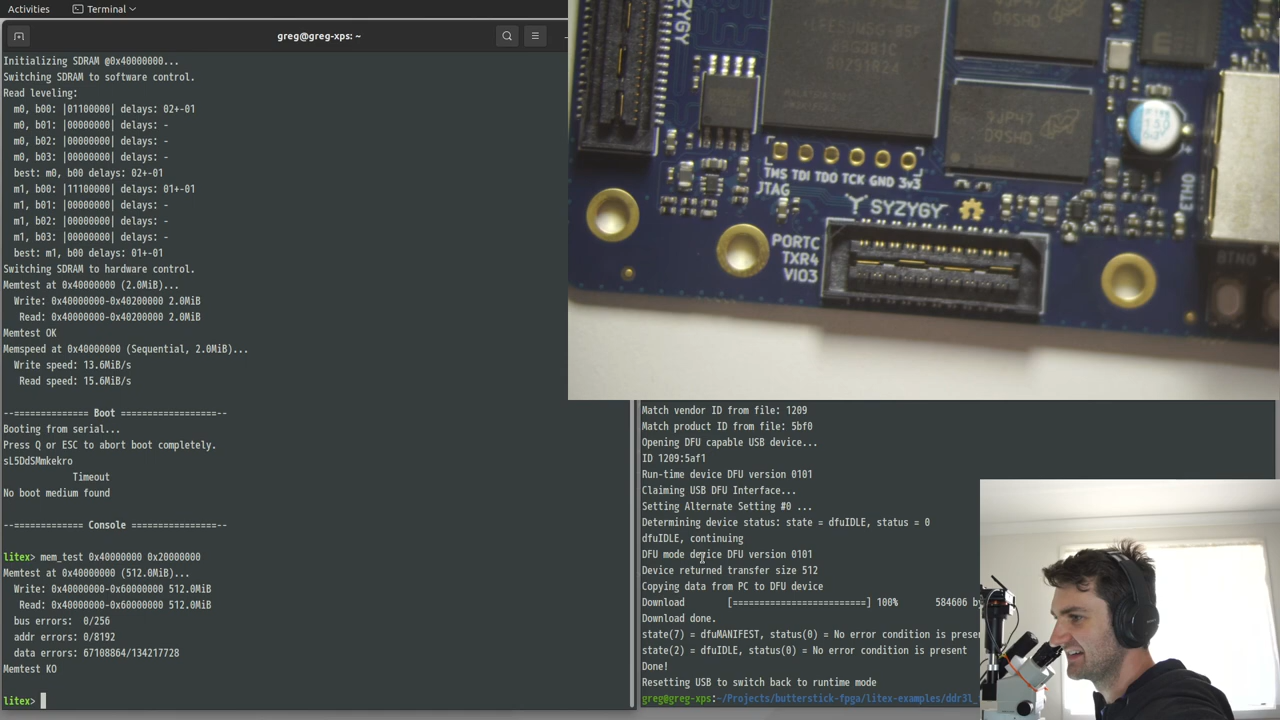 Activities
Terminal
greg@greg-xps: ~
Initializing SDRAM @0x40000000...
Switching SDRAM to software control.
Read leveling:
m0, b00: |01100000| delays: 02+-01
m0, b01: |00000000| delays: -
m0, b02: |00000000| delays: -
m0, b03: |00000000| delays: -
best: m0, b00 delays: 02+-01
m1, b00: |11100000| delays: 01+-01
m1, b01: |00000000| delays: -
m1, b02: |00000000| delays: -
m1, b03: |00000000| delays: -
best: m1, b00 delays: 01+-01
Switching SDRAM to hardware control.
Memtest at 0x40000000 (2.0MiB)...
Write: 0x40000000-0x40200000 2.0MiB
Read: 0x40000000-0x40200000 2.0MiB
Memtest OK
Memspeed at 0x40000000 (Sequential, 2.0MiB)...
Write speed: 13.6MiB/s
Read speed: 15.6MiB/s
--============== Boot ==================--
Booting from serial...
Press Q or ESC to abort boot completely.
sL5DdSMmkekro
Timeout
No boot medium found
--============= Console ================--
litex> mem_test 0x40000000 0x20000000
Memtest at 0x40000000 (512.0MiB)...
Write: 0x40000000-0x60000000 512.0MiB
Read: 0x40000000-0x60000000 512.0MiB
bus errors: 0/256
addr errors: 0/8192
data errors: 67108864/134217728
Memtest KO
litex>
SYZYGY
TMS TDI TDO TCK GND 3v3
JTAG
SYZYGY
PORTC
TXR4
VIO3
ETH0
BTN0
D9SHD
Match vendor ID from file: 1209
Match product ID from file: 5bf0
Opening DFU capable USB device...
ID 1209:5af1
Run-time device DFU version 0101
Claiming USB DFU Interface...
Setting Alternate Setting #0 ...
Determining device status: state = dfuIDLE, status = 0
dfuIDLE, continuing
DFU mode device DFU version 0101
Device returned transfer size 512
Copying data from PC to DFU device
Download [=========================] 100% 584606 by
Download done.
state(7) = dfuMANIFEST, status(0) = No error condition is presen
state(2) = dfuIDLE, status(0) = No error condition is present
Done!
Resetting USB to switch back to runtime mode
greg@greg-xps:~/Projects/butterstick-fpga/litex-examples/ddr3l_